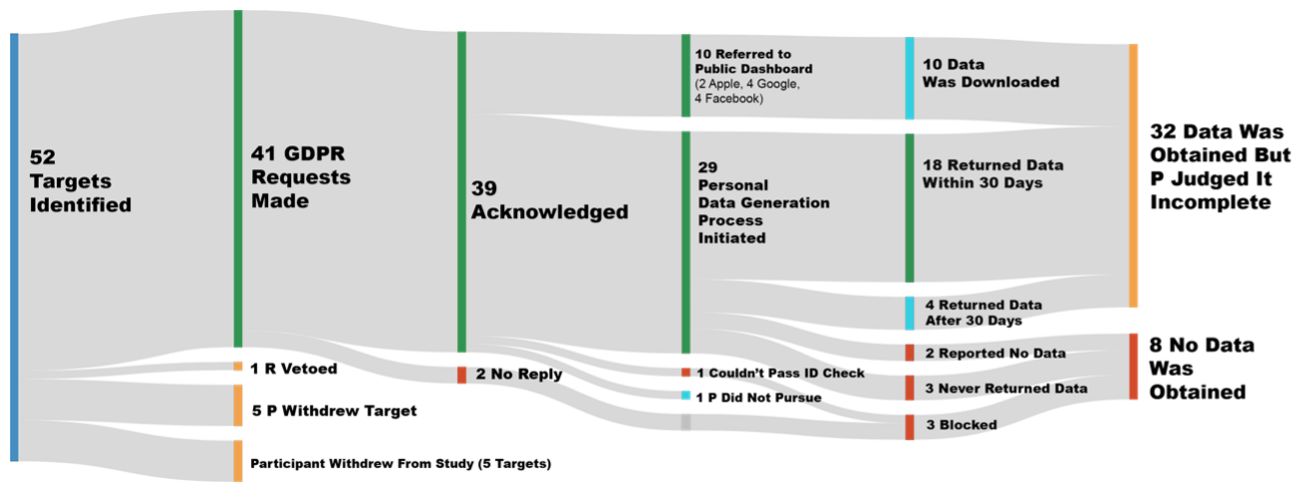 52
Targets
Identified
41 GDPR
Requests
Made
1 R Vetoed
5 P Withdrew Target
Participant Withdrew From Study (5 Targets)
39
Acknowledged
2 No Reply
10 Referred to
Public Dashboard
(2 Apple, 4 Google,
4 Facebook)
29
Personal
Data Generation
Process
Initiated
1 Couldn't Pass ID Check
1 P Did Not Pursue
10 Data
Was Downloaded
18 Returned Data
Within 30 Days
4 Returned Data
After 30 Days
2 Reported No Data
3 Never Returned Data
3 Blocked
32 Data Was
Obtained But
P Judged It
Incomplete
8 No Data
Was
Obtained